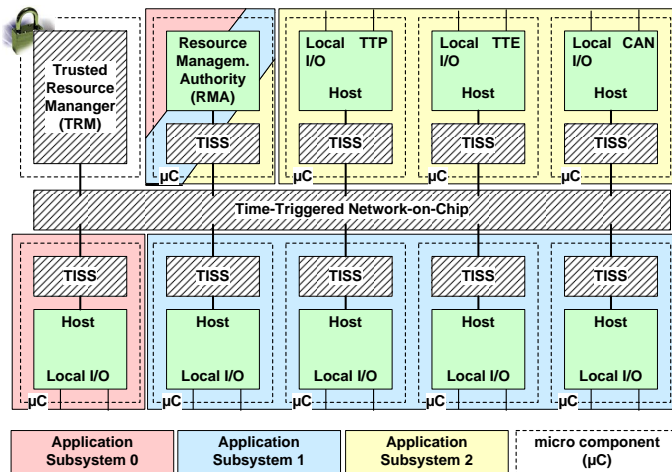 Trusted
Resource
Mananger
(TRM)
Resource
Managem.
Authority
(RMA)
TISS
µC
Local TTP
I/O
Host
TISS
µC
Local TTE
I/O
Host
TISS
µC
Local CAN
I/O
Host
TISS
µC
Time-Triggered Network-on-Chip
TISS
Host
Local I/O
µC
TISS
Host
Local I/O
µC
TISS
Host
Local I/O
µC
TISS
Host
Local I/O
µC
TISS
Host
Local I/O
µC
Application
Subsystem 0
Application
Subsystem 1
Application
Subsystem 2
micro component
(µC)